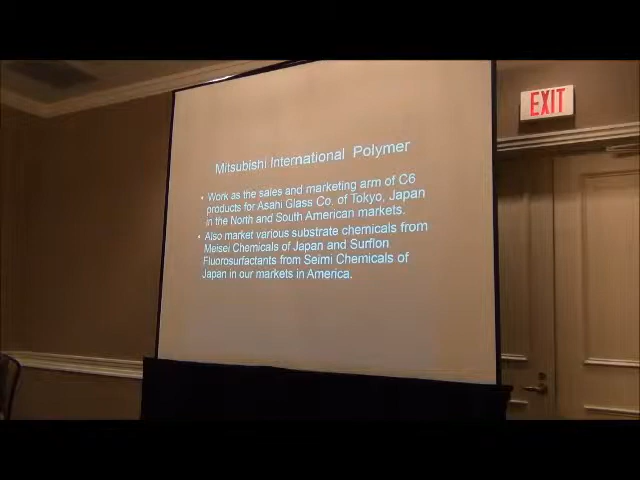 EXIT
Mitsubishi International Polymer
• Work as the sales and marketing arm of C6
products for Asahi Glass Co. of Tokyo, Japan
in the North and South American markets.
• Also market various substrate chemicals from
Meisei Chemicals of Japan and Surflon
Fluorosurfactants from Seimi Chemicals of
Japan in our markets in America.